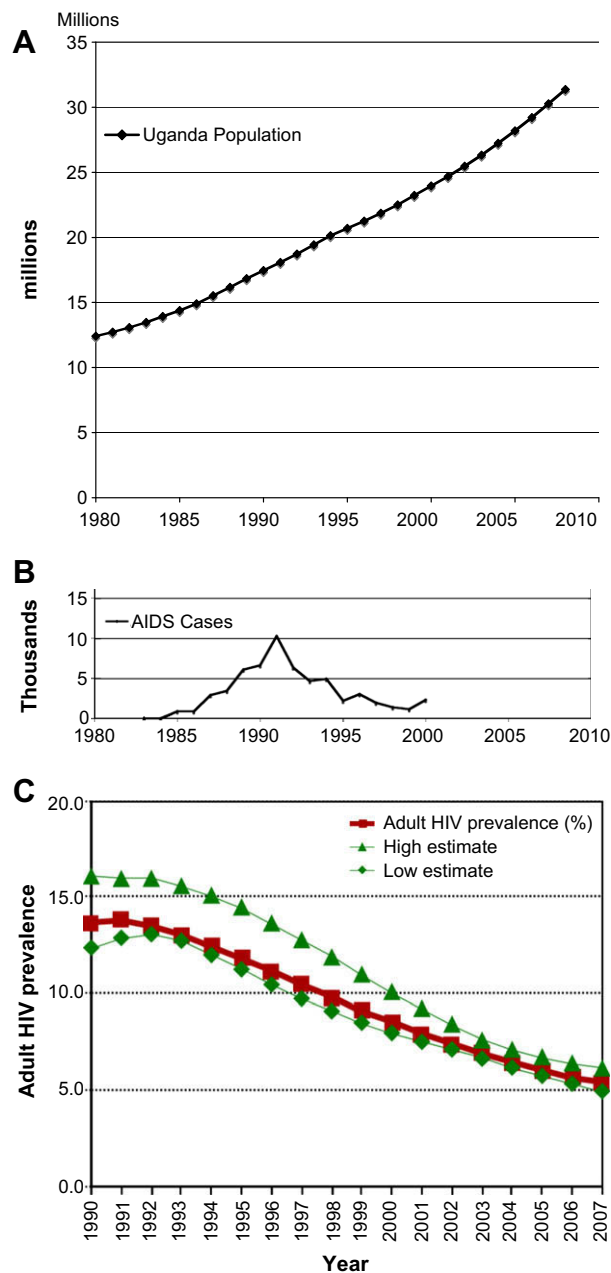 A
Millions
35
30
Uganda Population
25
20
millions
15
10
5
0
1980 1985 1990 1995 2000 2005 2010
B
15
AIDS Cases
Thousands
10
5
0
1980 1985 1990 1995 2000 2005 2010
C
20.0
Adult HIV prevalence (%)
High estimate
Low estimate
15.0
Adult HIV prevalence
10.0
5.0
0.0
1990 1991 1992 1993 1994 1995 1996 1997 1998 1999 2000 2001 2002 2003 2004 2005 2006 2007
Year